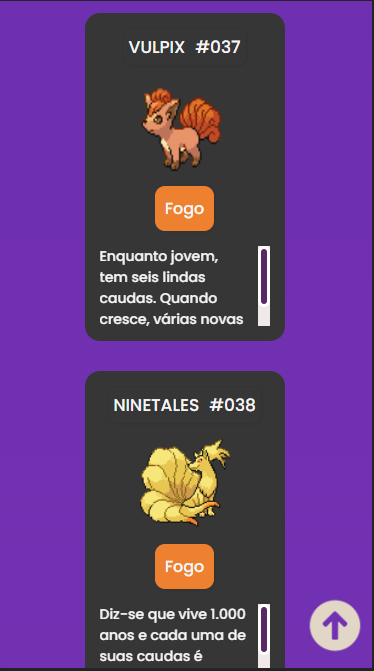 VULPIX #037
Fogo
Enquanto jovem,
tem seis lindas
caudas. Quando
cresce, várias novas
NINETALES #038
Fogo
Diz-se que vive 1.000
anos e cada uma de
suas caudas é